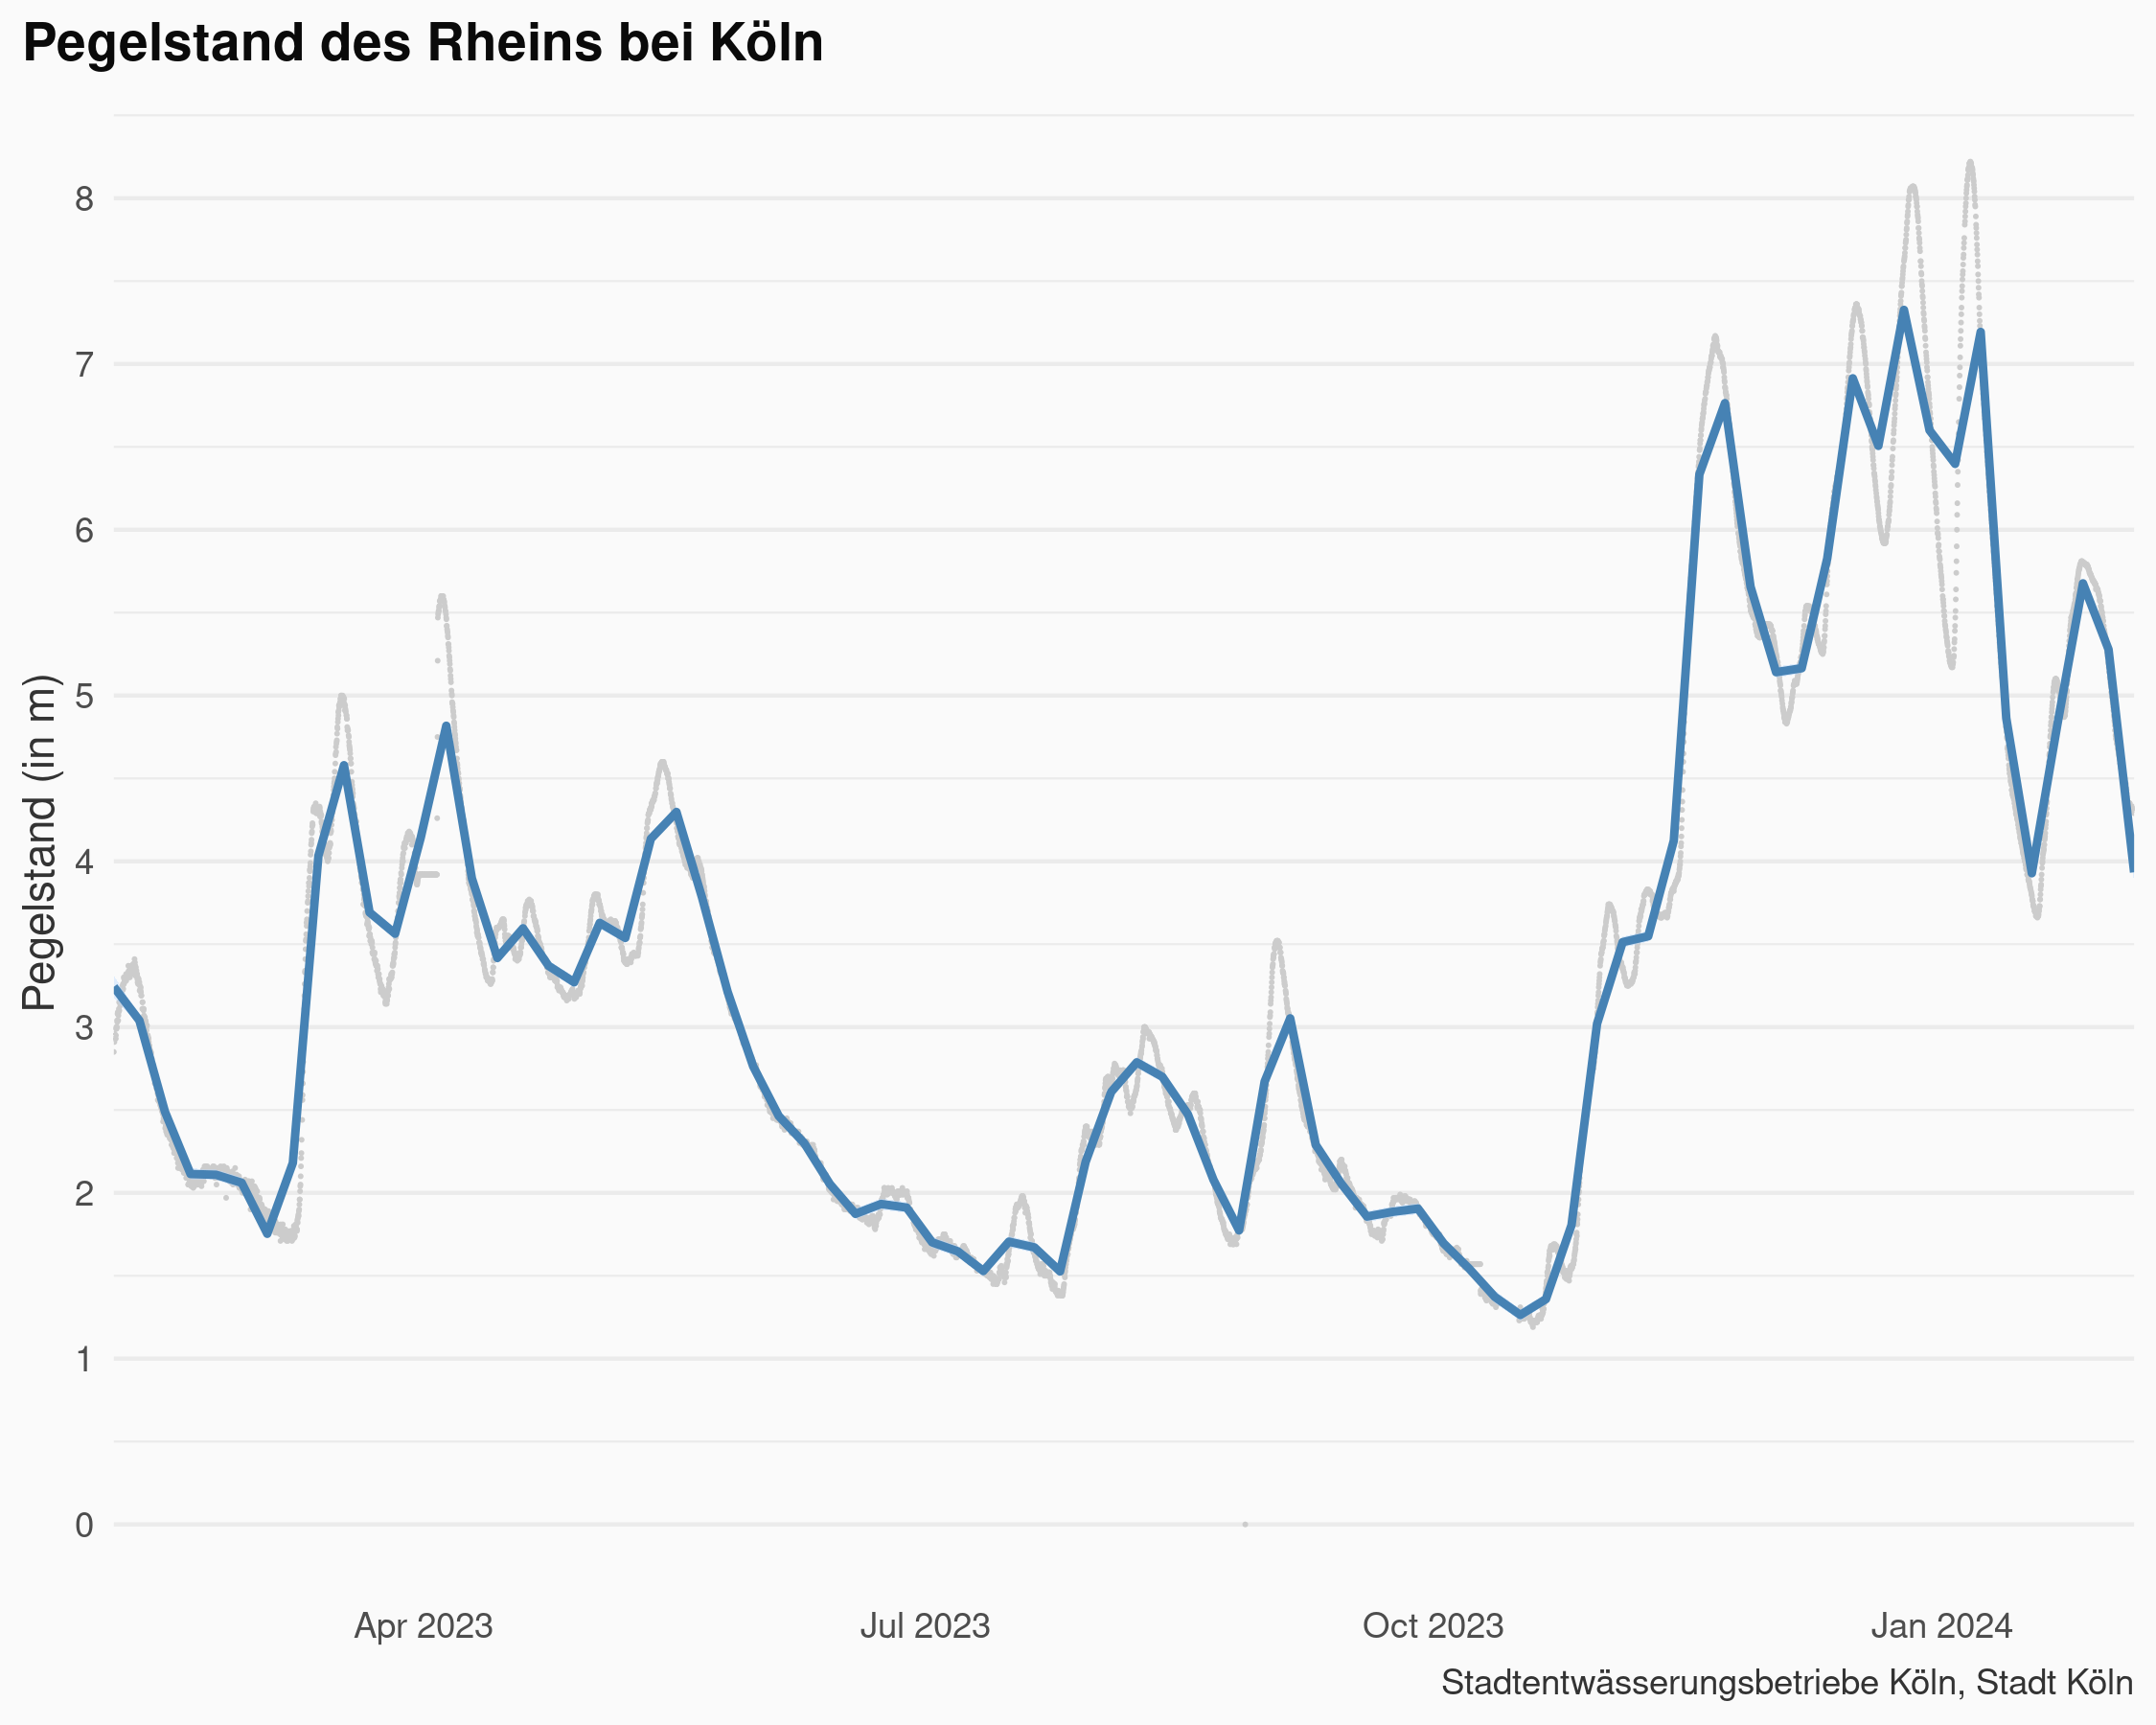 Pegelstand des Rheins bei Köln
Pegelstand (in m)
8
7
6
5
4
3
2
1
0
Apr 2023
Jul 2023
Oct 2023
Jan 2024
Stadtentwässerungsbetriebe Köln, Stadt Köln